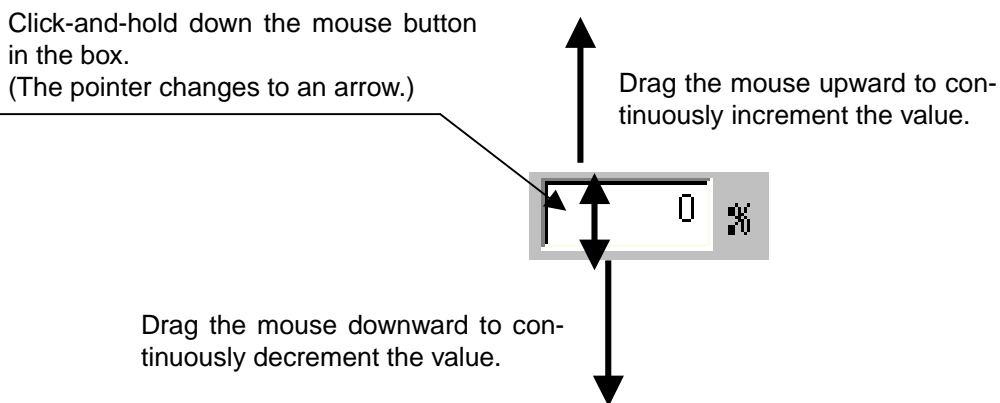 Click-and-hold down the mouse button
in the box.
(The pointer changes to an arrow.)
Drag the mouse upward to con-
tinuously increment the value.
0 %
Drag the mouse downward to con-
tinuously decrement the value.